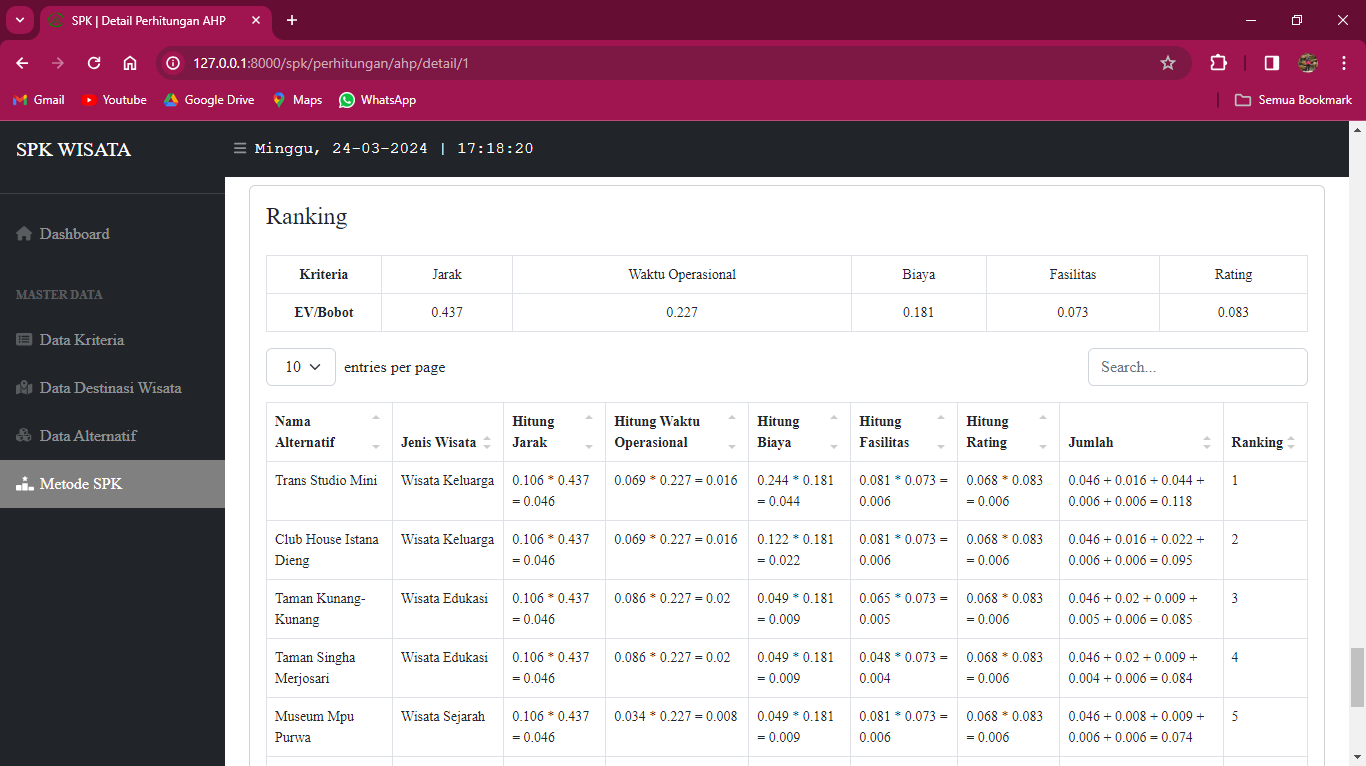 SPK | Detail Perhitungan AHP
127.0.0.1:8000/spk/perhitungan/ahp/detail/1
Gmail Youtube Google Drive Maps WhatsApp Semua Bookmark
SPK WISATA
Minggu, 24-03-2024 | 17:18:20
Dashboard
MASTER DATA
Data Kriteria
Data Destinasi Wisata
Data Alternatif
Metode SPK
Ranking
Kriteria Jarak Waktu Operasional Biaya Fasilitas Rating
EV/Bobot 0.437 0.227 0.181 0.073 0.083
10 entries per page Search...
Nama Hitung Hitung Waktu Hitung Hitung Hitung
Alternatif Jenis Wisata Jarak Operasional Biaya Fasilitas Rating Jumlah Ranking
Trans Studio Mini Wisata Keluarga 0.106 * 0.437 0.069 * 0.227 = 0.016 0.244 * 0.181 0.081 * 0.073 = 0.068 * 0.083 0.046 + 0.016 + 0.044 + 1
= 0.046 = 0.044 0.006 = 0.006 0.006 + 0.006 = 0.118
Club House Istana Wisata Keluarga 0.106 * 0.437 0.069 * 0.227 = 0.016 0.122 * 0.181 0.081 * 0.073 = 0.068 * 0.083 0.046 + 0.016 + 0.022 + 2
Dieng = 0.046 = 0.022 0.006 = 0.006 0.006 + 0.006 = 0.095
Taman Kunang- Wisata Edukasi 0.106 * 0.437 0.086 * 0.227 = 0.02 0.049 * 0.181 0.065 * 0.073 = 0.068 * 0.083 0.046 + 0.02 + 0.009 + 3
Kunang = 0.046 = 0.009 0.005 = 0.006 0.005 + 0.006 = 0.085
Taman Singha Wisata Edukasi 0.106 * 0.437 0.086 * 0.227 = 0.02 0.049 * 0.181 0.048 * 0.073 = 0.068 * 0.083 0.046 + 0.02 + 0.009 + 4
Merjosari = 0.046 = 0.009 0.004 = 0.006 0.004 + 0.006 = 0.084
Museum Mpu Wisata Sejarah 0.106 * 0.437 0.034 * 0.227 = 0.008 0.049 * 0.181 0.081 * 0.073 = 0.068 * 0.083 0.046 + 0.008 + 0.009 + 5
Purwa = 0.046 = 0.009 0.006 = 0.006 0.006 + 0.006 = 0.074